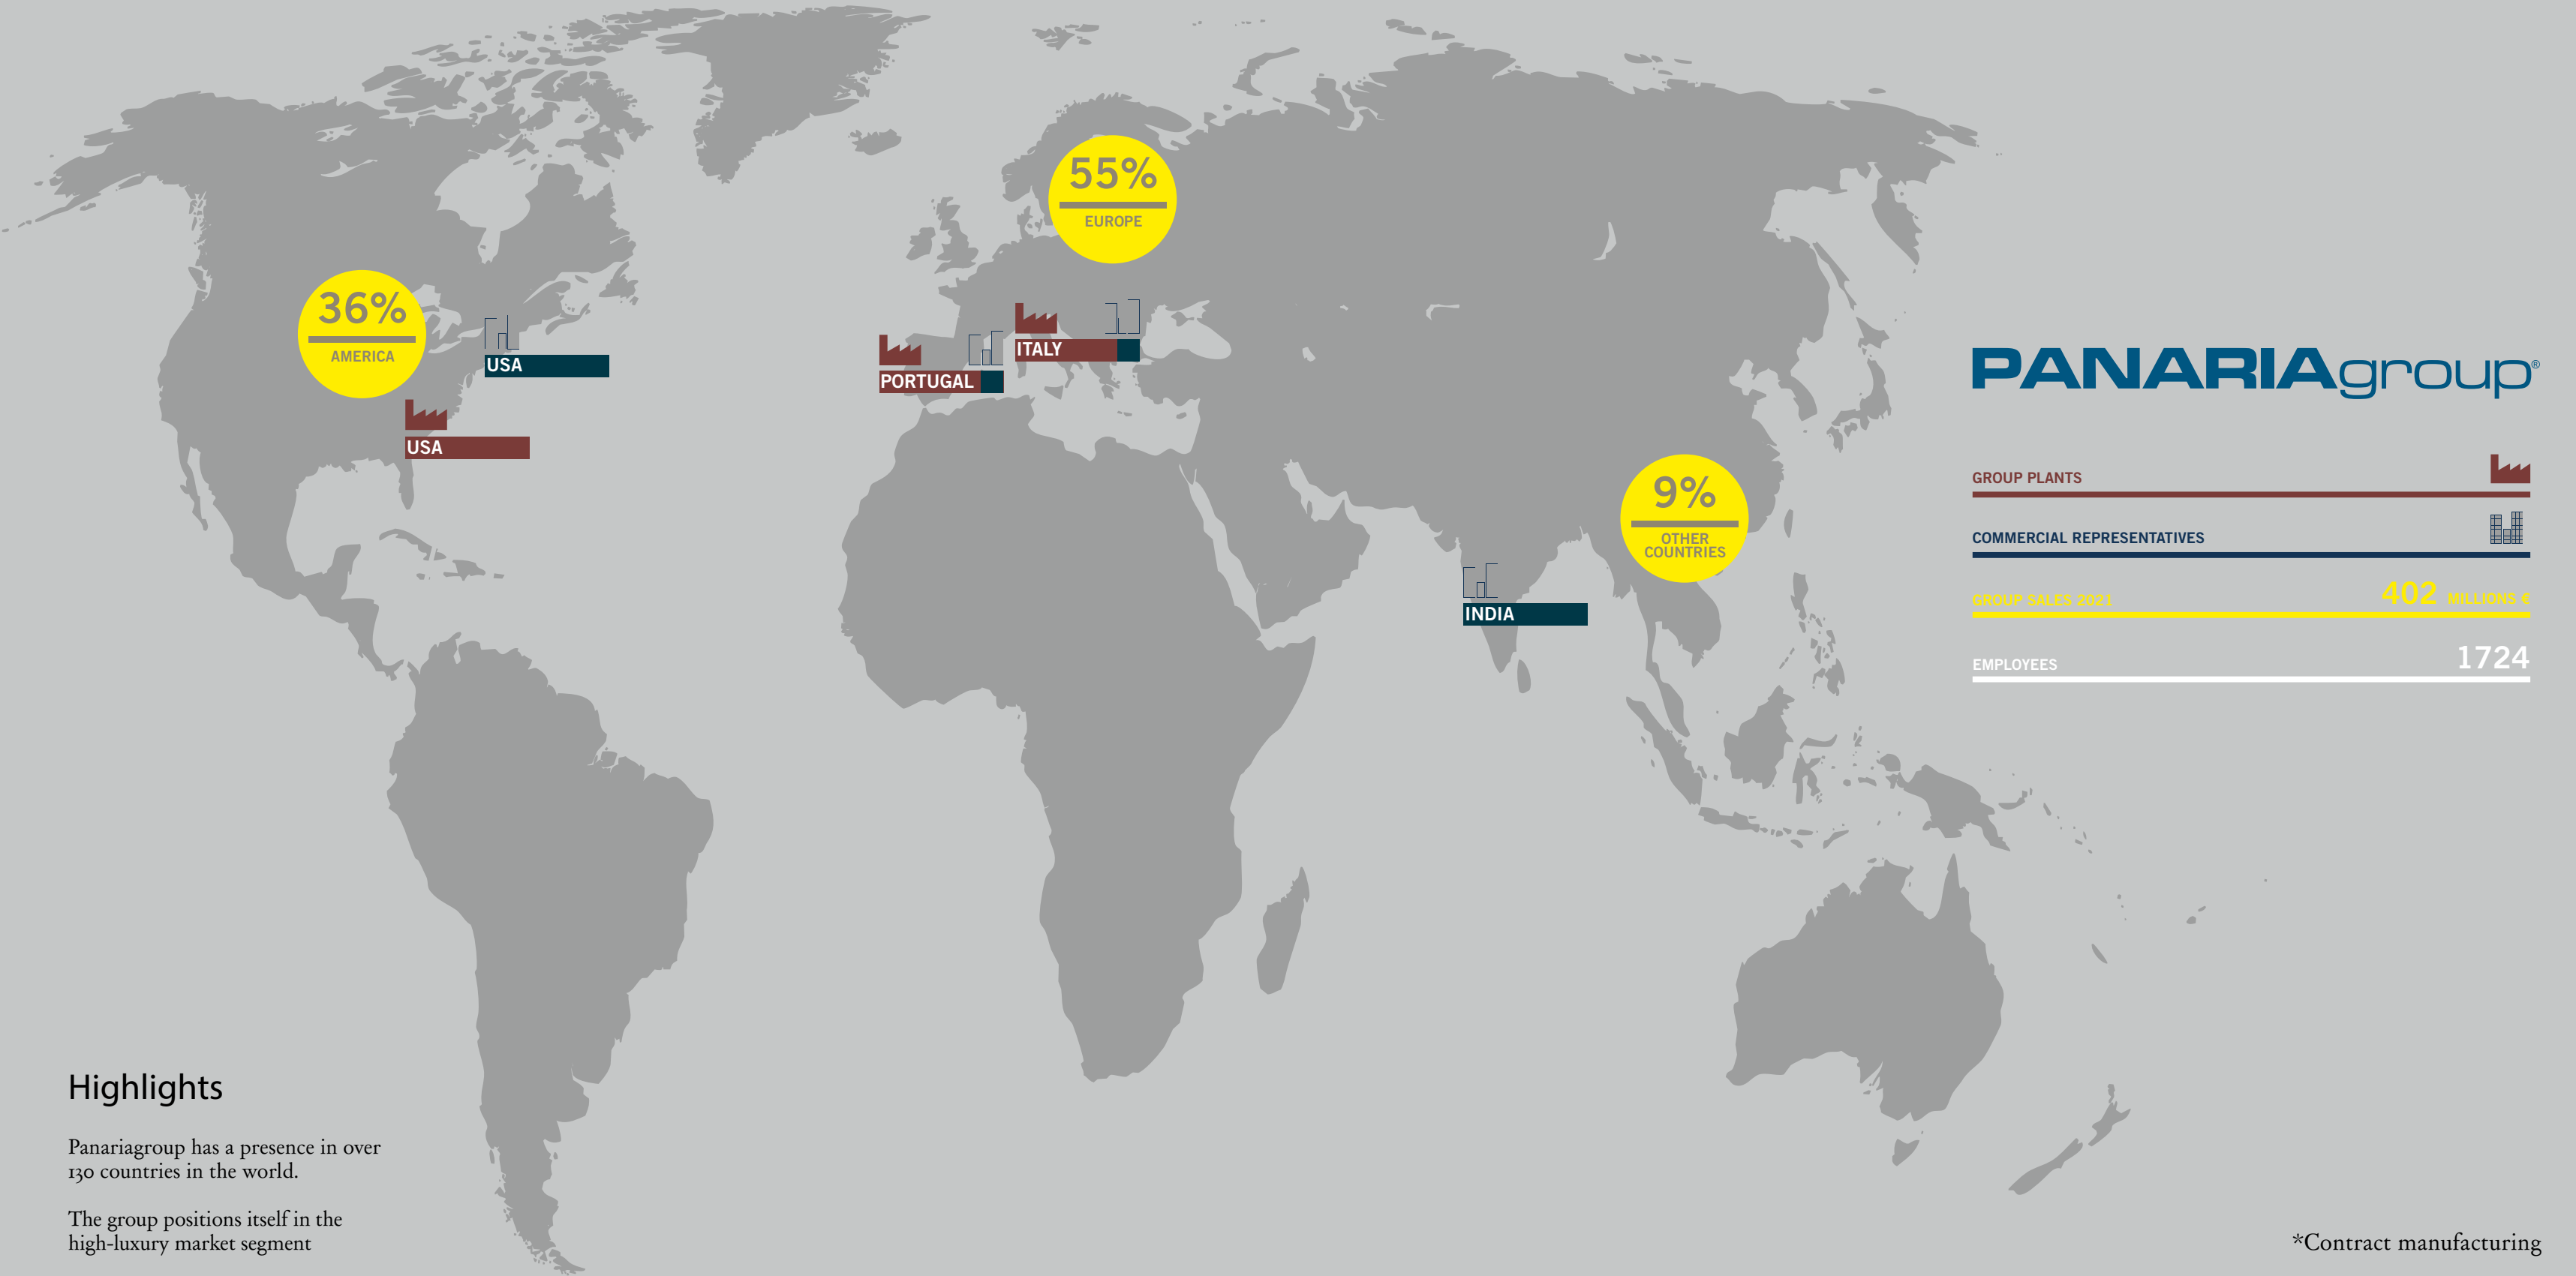 55%
EUROPE
36%
AMERICA
USA
USA
ITALY
PORTUGAL
9%
OTHER
COUNTRIES
INDIA
PANARIAgroup®
GROUP PLANTS
COMMERCIAL REPRESENTATIVES
GROUP SALES 2021 402 MILLIONS €
EMPLOYEES 1724
Highlights
Panariagroup has a presence in over
130 countries in the world.
The group positions itself in the
high-luxury market segment
*Contract manufacturing